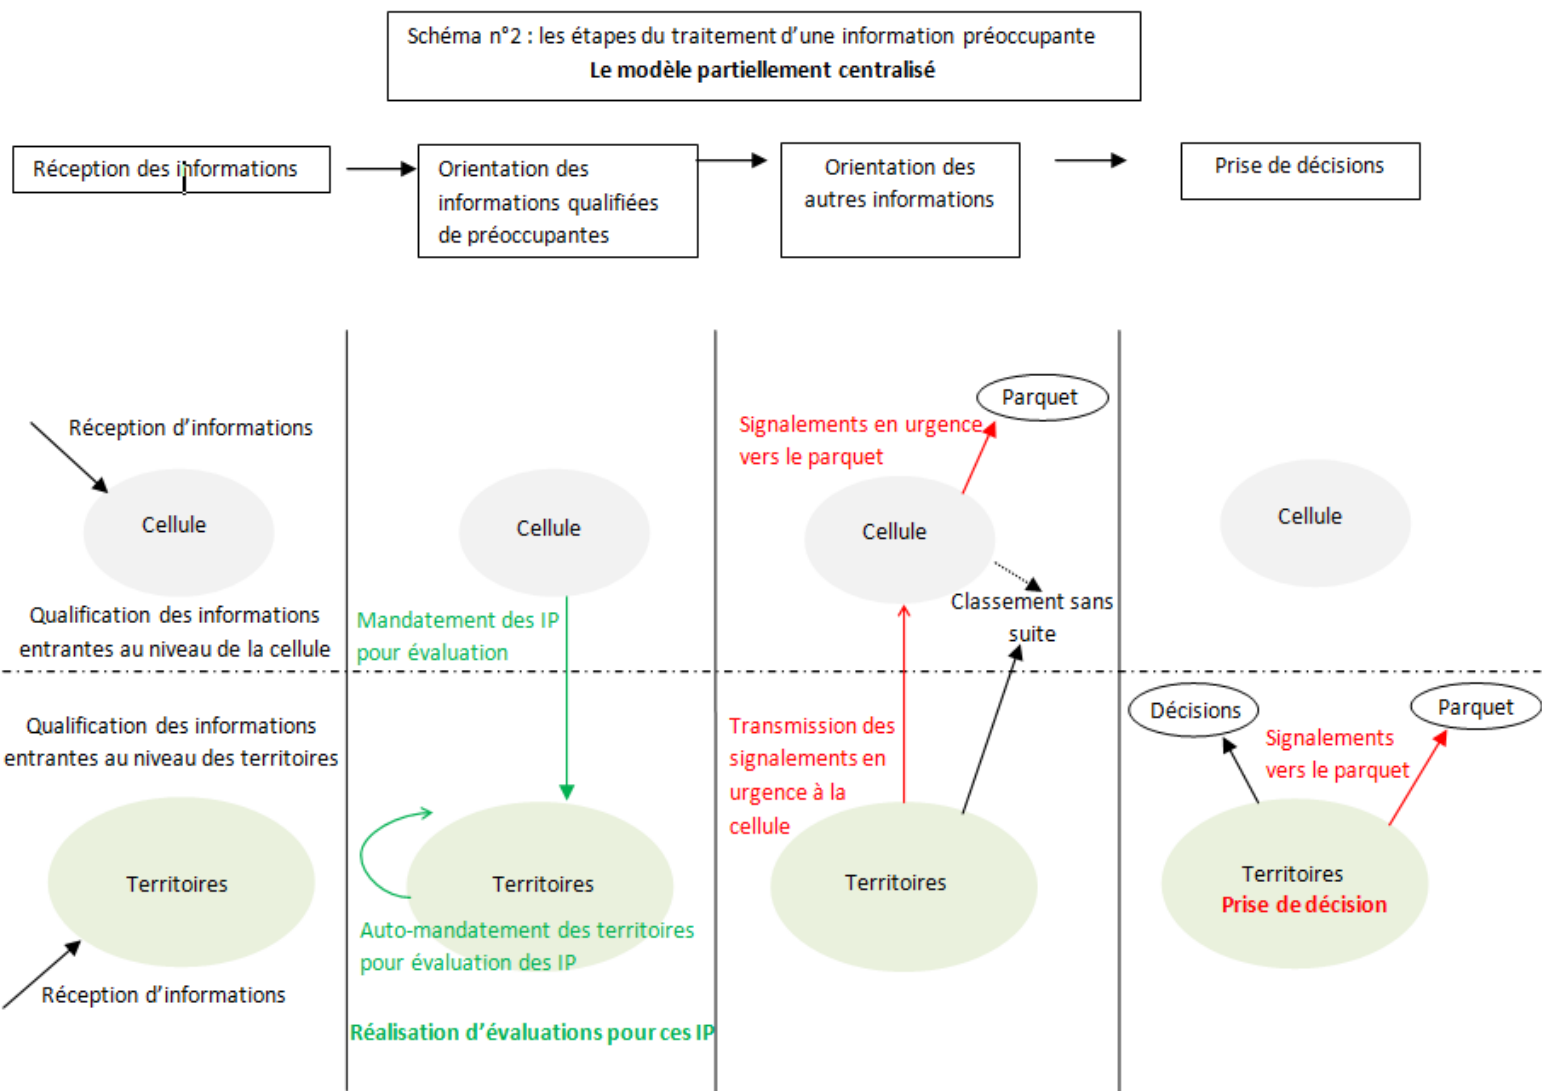 Schéma n°2 : les étapes du traitement d’une information préoccupante
Le modèle partiellement centralisé
Réception des informations
Orientation des
informations qualifiées
de préoccupantes
Orientation des
autres informations
Prise de décisions
Réception d’informations
Cellule
Qualification des informations
entrantes au niveau de la cellule
Qualification des informations
entrantes au niveau des territoires
Territoires
Réception d’informations
Cellule
Mandatement des IP
pour évaluation
Territoires
Auto-mandatement des territoires
pour évaluation des IP
Réalisation d’évaluations pour ces IP
Parquet
Signalements en urgence
vers le parquet
Cellule
Classement sans
suite
Transmission des
signalements en
urgence à la
cellule
Territoires
Cellule
Décisions
Parquet
Signalements
vers le parquet
Territoires
Prise de décision